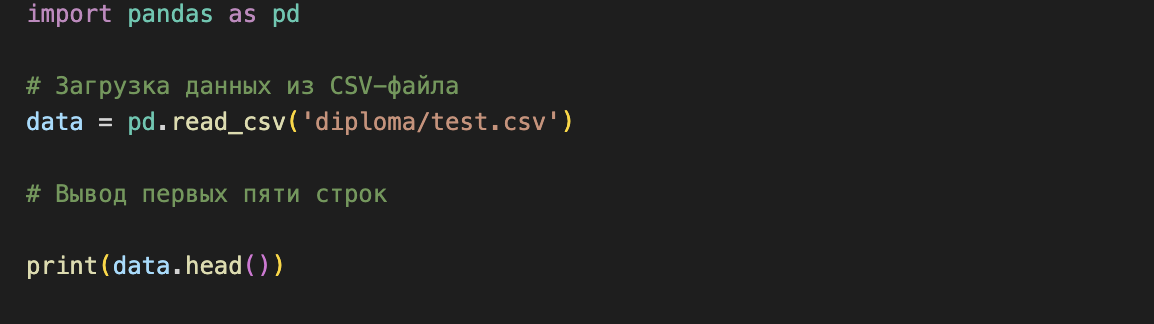 import pandas as pd
# Загрузка данных из CSV-файла
data = pd.read_csv('diploma/test.csv')
# Вывод первых пяти строк
print(data.head())